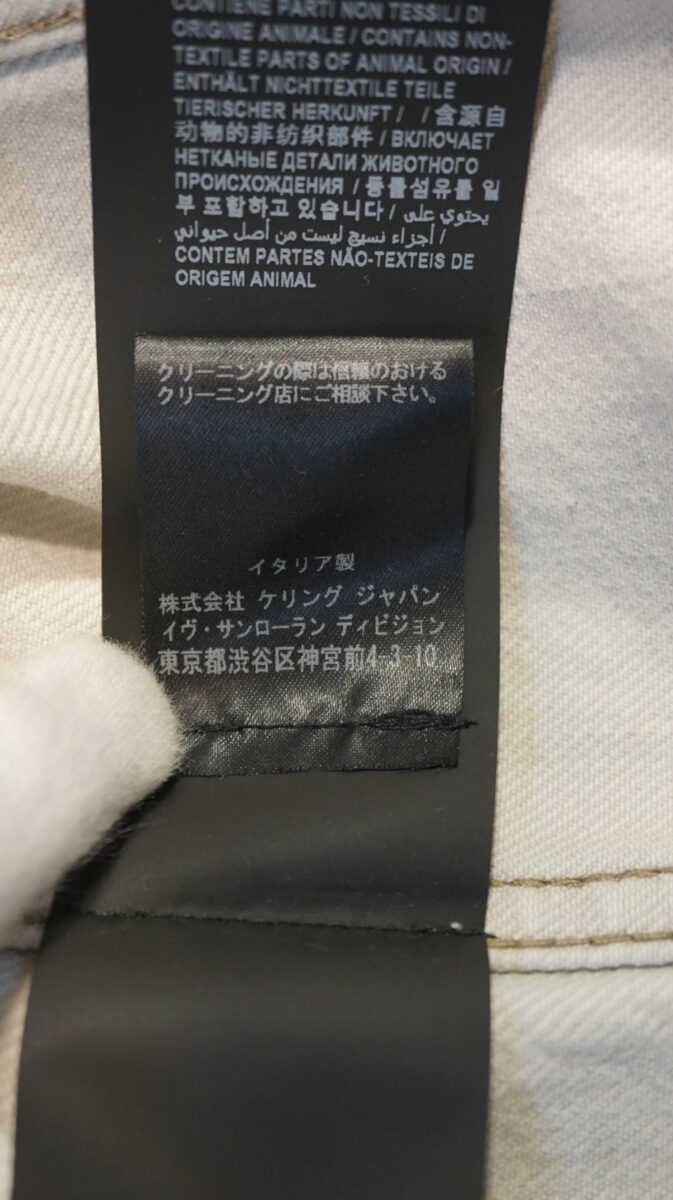 CONTIENE PARTI NON TESSILI DI
ORIGINE ANIMALE / CONTAINS NON-
TEXTILE PARTS OF ANIMAL ORIGIN /
ENTHÄLT NICHTTEXTILE TEILE
TIERISCHER HERKUNFT / / 含源自
动物的非纺织部件 / ВКЛЮЧАЕТ
НЕТКАНЫЕ ДЕТАЛИ ЖИВОТНОГО
ПРОИСХОЖДЕНИЯ / 동물섬유를 일
부 포함하고 있습니다 / يحتوي على
أجزاء نسيج ليست من أصل حيواني /
CONTEM PARTES NÃO-TEXTEIS DE
ORIGEM ANIMAL
クリーニングの際は信頼のおける
クリーニング店にご相談下さい。
イタリア製
株式会社 ケリング ジャパン
イヴ・サンローラン ディビジョン
東京都渋谷区神宮前4-3-10